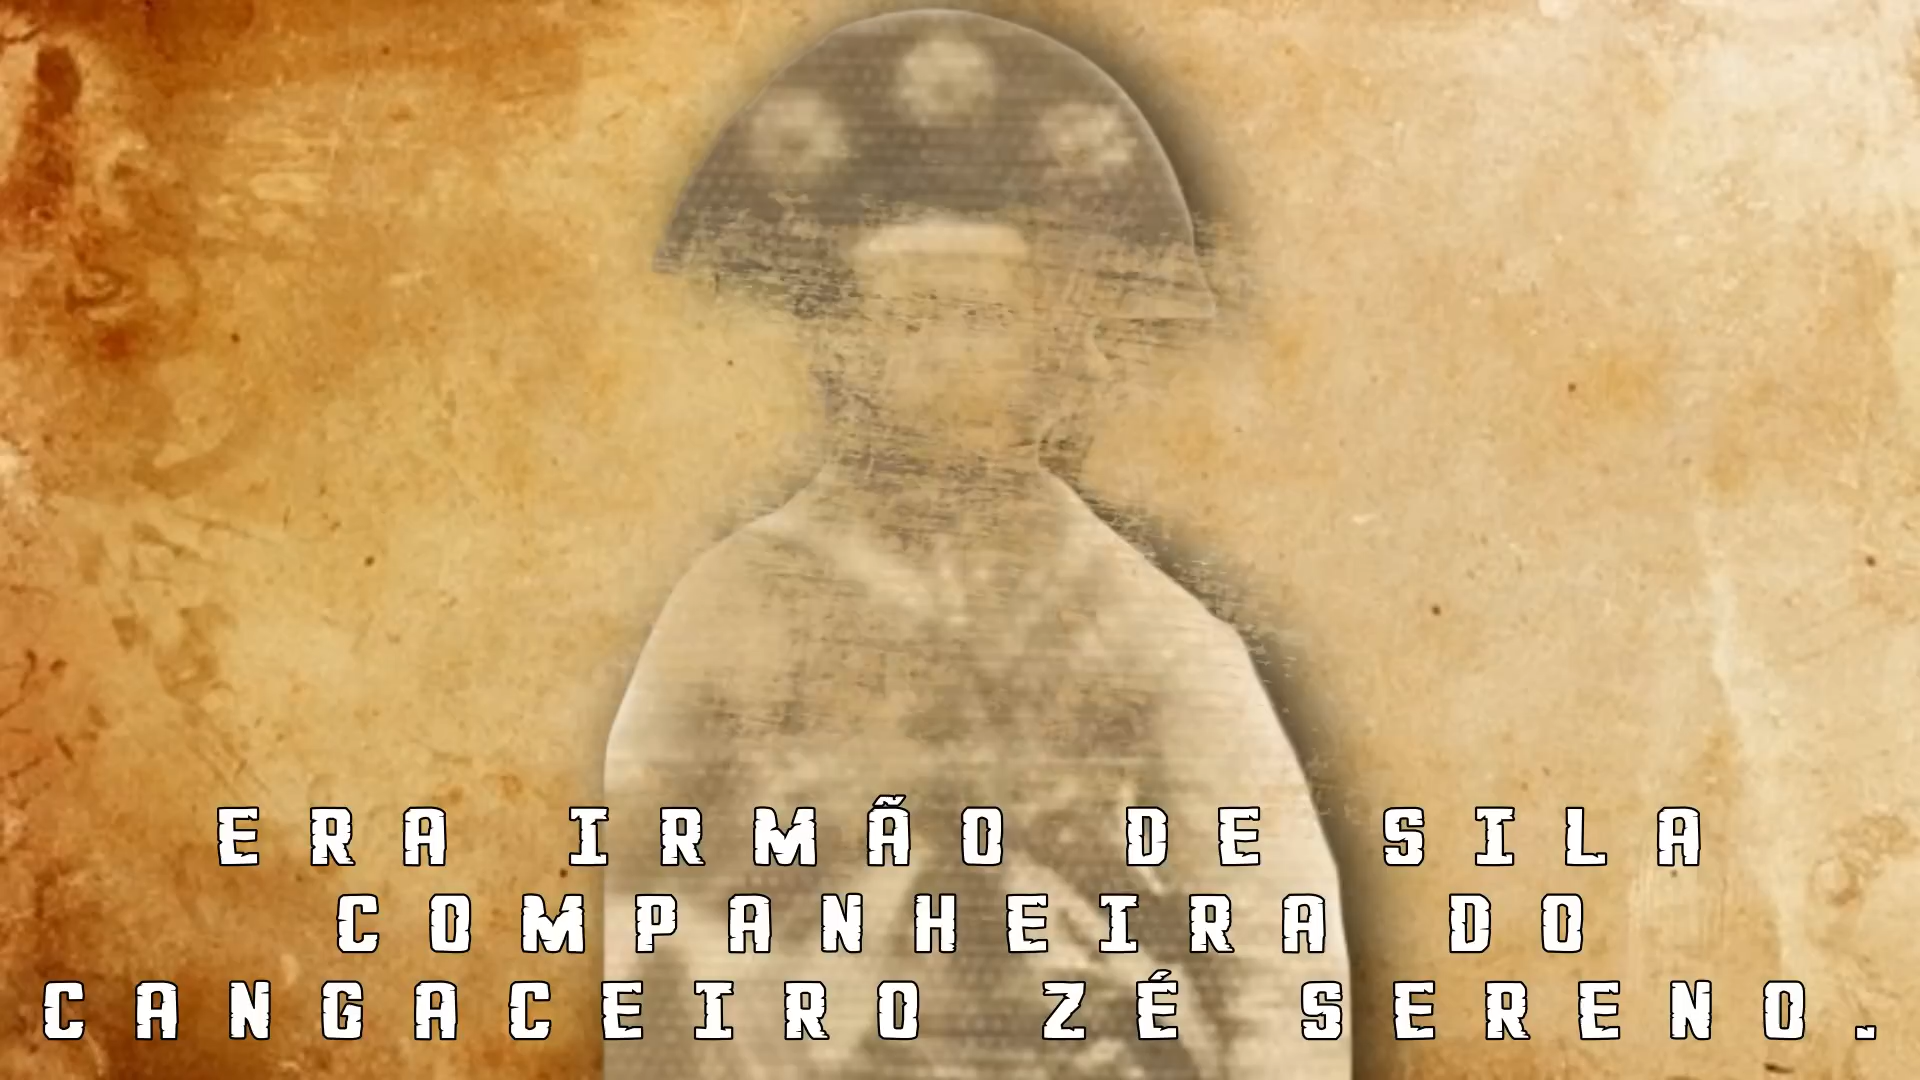 ERA IRMÃO DE SILA
COMPANHEIRA DO
CANGACEIRO ZÉ SERENO.